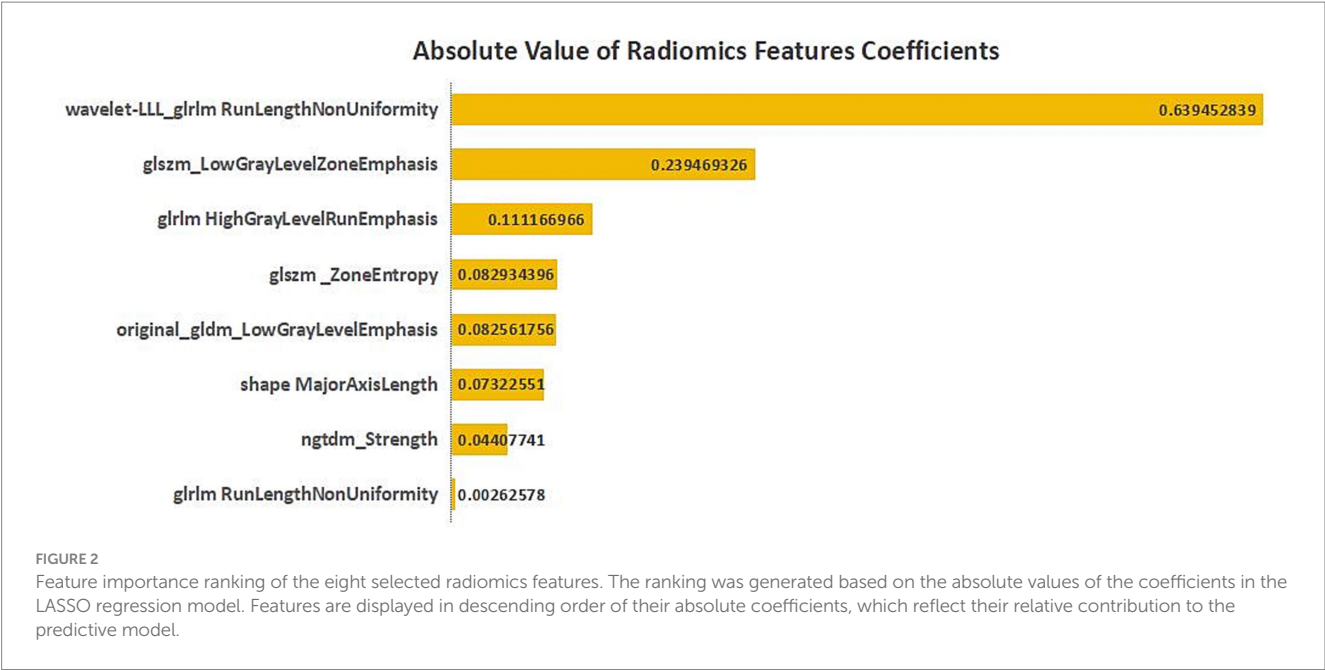 Absolute Value of Radiomics Features Coefficients
wavelet-LLL_glrlm RunLengthNonUniformity 0.639452839
glszm_LowGrayLevelZoneEmphasis 0.239469326
glrlm HighGrayLevelRunEmphasis 0.111166966
glszm _ZoneEntropy 0.082934396
original_gldm_LowGrayLevelEmphasis 0.082561756
shape MajorAxisLength 0.07322551
ngtdm_Strength 0.04407741
glrlm RunLengthNonUniformity 0.00262578
FIGURE 2
Feature importance ranking of the eight selected radiomics features. The ranking was generated based on the absolute values of the coefficients in the
LASSO regression model. Features are displayed in descending order of their absolute coefficients, which reflect their relative contribution to the
predictive model.